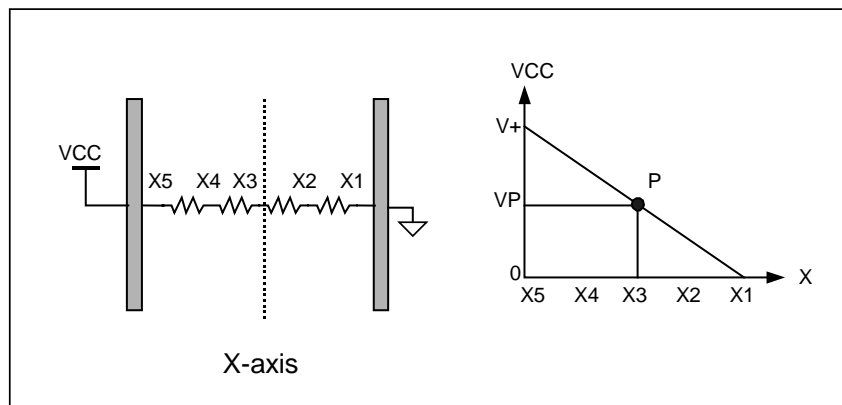 VCC
X5 X4 X3 X2 X1
X-axis
VCC
V+
P
VP
0
X
X5 X4 X3 X2 X1